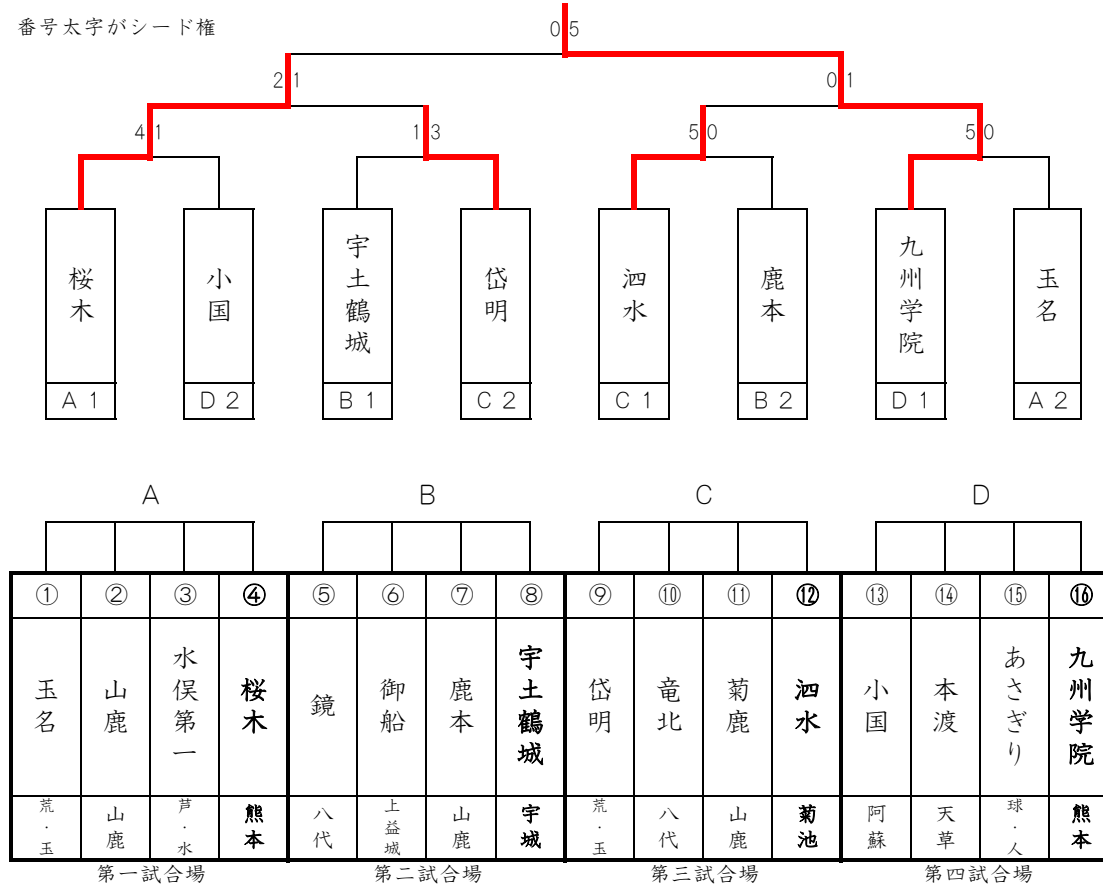 番号太字がシード権
0 5
2 1
0 1
4 1
1 3
5 0
5 0
桜木
小国
宇土鶴城
岱明
泗水
鹿本
九州学院
玉名
A 1
D 2
B 1
C 2
C 1
B 2
D 1
A 2
A
B
C
D
① ② ③ ④ ⑤ ⑥ ⑦ ⑧ ⑨ ⑩ ⑪ ⑫ ⑬ ⑭ ⑮ ⑯
玉名
山鹿
水俣第一
桜木
鏡
御船
鹿本
宇土鶴城
岱明
竜北
菊鹿
泗水
小国
本渡
あさぎり
九州学院
荒・玉
山鹿
芦・水
熊本
八代
上益城
山鹿
宇城
荒・玉
八代
山鹿
菊池
阿蘇
天草
球・人
熊本
第一試合場
第二試合場
第三試合場
第四試合場